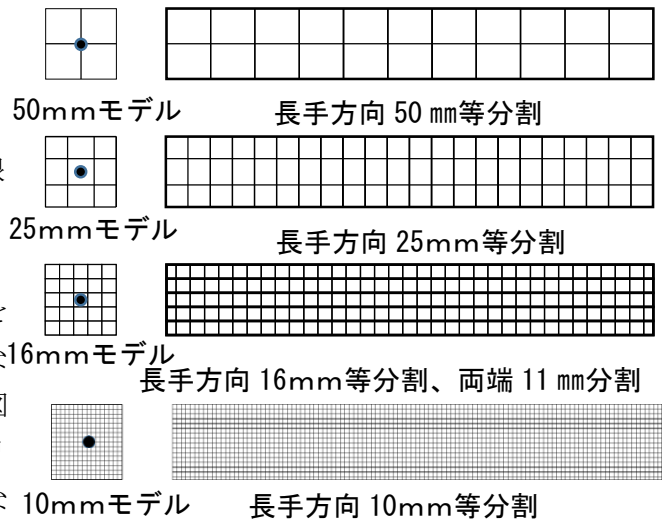 50mmモデル 長手方向 50 ㎜等分割
25mmモデル 長手方向 25mm等分割
16mmモデル
長手方向 16mm等分割、両端 11 ㎜分割
10mmモデル 長手方向 10mm等分割